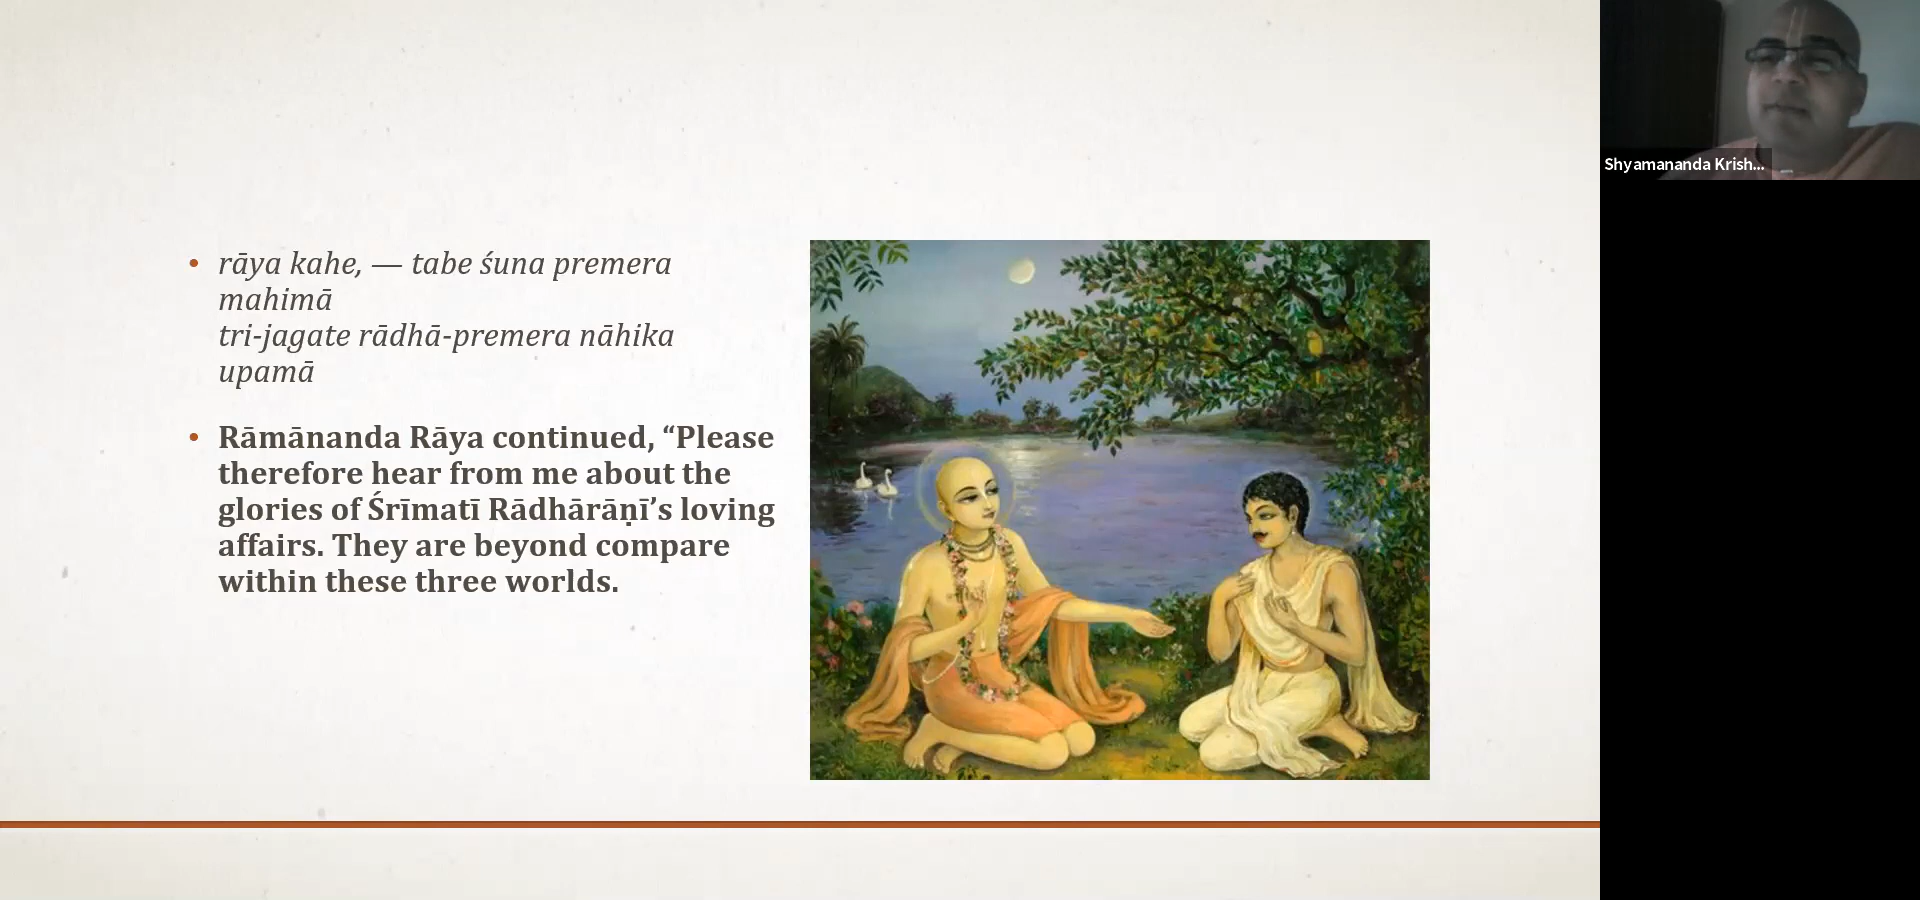 • rāya kahe, — tabe śuna premera
mahimā
tri-jagate rādhā-premera nāhika
upamā
• Rāmānanda Rāya continued, “Please
therefore hear from me about the
glories of Śrīmatī Rādhārāṇī’s loving
affairs. They are beyond compare
within these three worlds.
Shyamananda Krish...